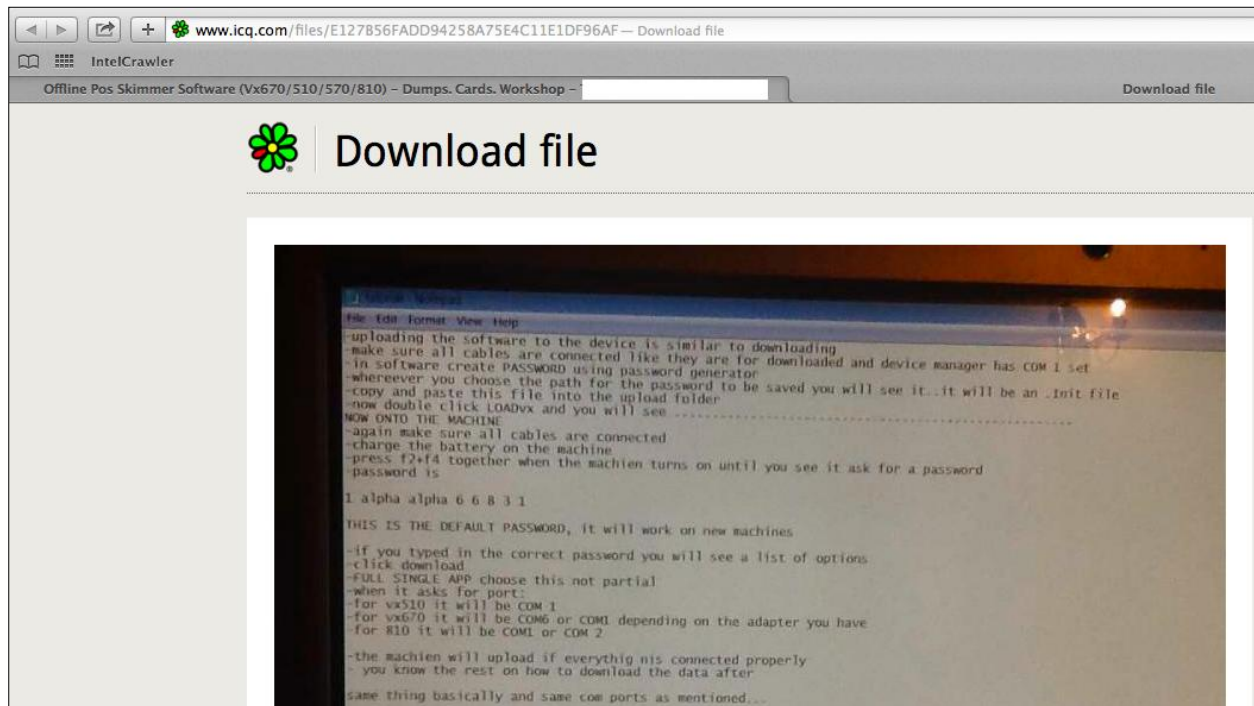 www.icq.com/files/E127B56FADD94258A75E4C11E1DF96AF — Download file
IntelCrawler
Offline Pos Skimmer Software (Vx670/510/570/810) – Dumps. Cards. Workshop –
Download file
Download file
Notepad
File Edit Format View Help
-uploading the software to the device is similar to downloading
-make sure all cables are connected like they are for downloaded and device manager has COM 1 set
-in software create PASSWORD using password generator
-whereever you choose the path for the password to be saved you will see it..it will be an .Init file
-copy and paste this file into the upload folder
-now double click LOADvx and you will see ------------------------------------------------
NOW ONTO THE MACHINE
-again make sure all cables are connected
-charge the battery on the machine
-press f2+f4 together when the machien turns on until you see it ask for a password
-password is
1 alpha alpha 6 6 8 3 1
THIS IS THE DEFAULT PASSWORD, it will work on new machines
-if you typed in the correct password you will see a list of options
-click download
-FULL SINGLE APP choose this not partial
-when it asks for port:
-for vx510 it will be COM 1
-for vx670 it will be COM6 or COM1 depending on the adapter you have
-for 810 it will be COM1 or COM 2
-the machien will upload if everythig nis connected properly
- you know the rest on how to download the data after
same thing basically and same com ports as mentioned...